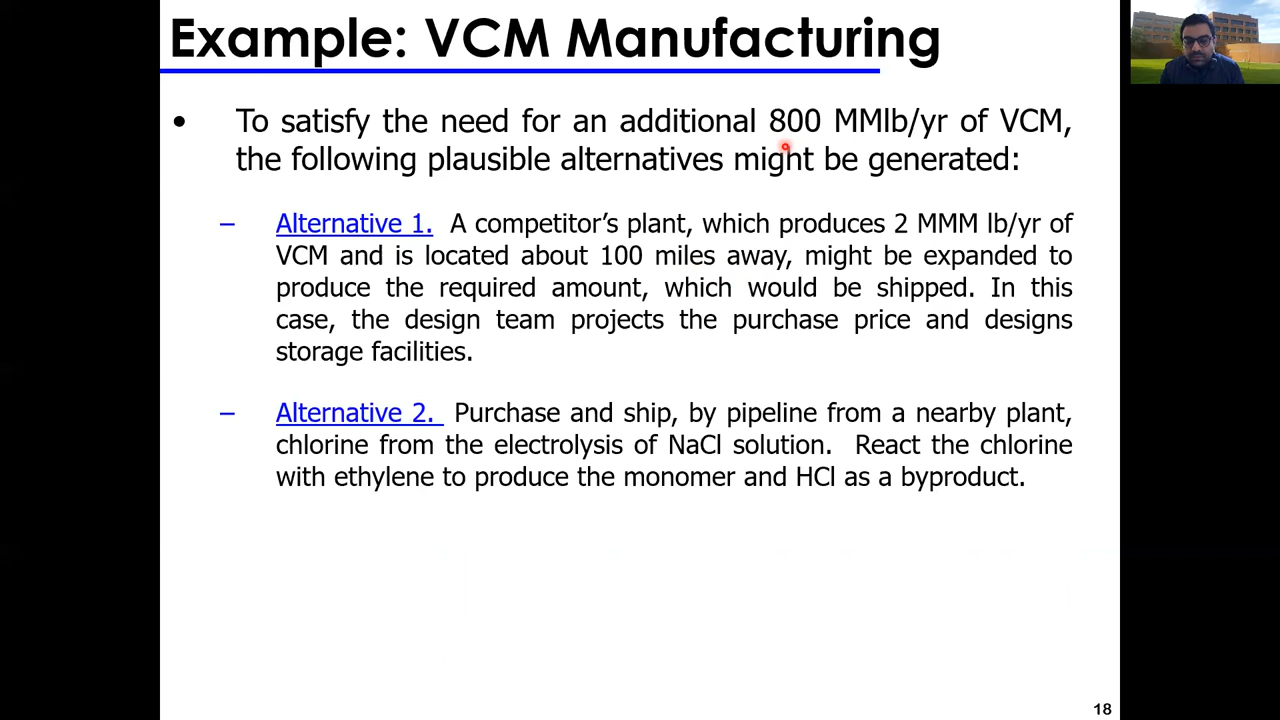 Example: VCM Manufacturing
• To satisfy the need for an additional 800 MMlb/yr of VCM,
the following plausible alternatives might be generated:
– Alternative 1. A competitor’s plant, which produces 2 MMM lb/yr of
VCM and is located about 100 miles away, might be expanded to
produce the required amount, which would be shipped. In this
case, the design team projects the purchase price and designs
storage facilities.
– Alternative 2. Purchase and ship, by pipeline from a nearby plant,
chlorine from the electrolysis of NaCl solution. React the chlorine
with ethylene to produce the monomer and HCl as a byproduct.
18